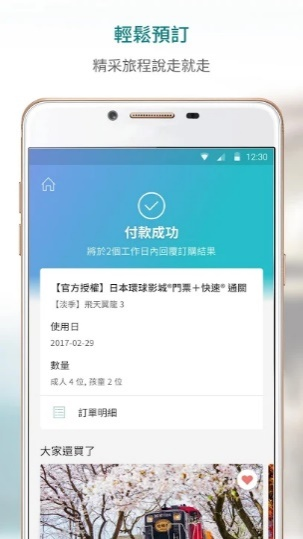 輕鬆預訂
精采旅程說走就走
12:30
付款成功
將於2個工作日內回覆訂購結果
【官方授權】日本環球影城®門票＋快速® 通關
【淡季】飛天翼龍 3
使用日
2017-02-29
數量
成人 4 位, 孩童 2 位
訂單明細
大家還買了